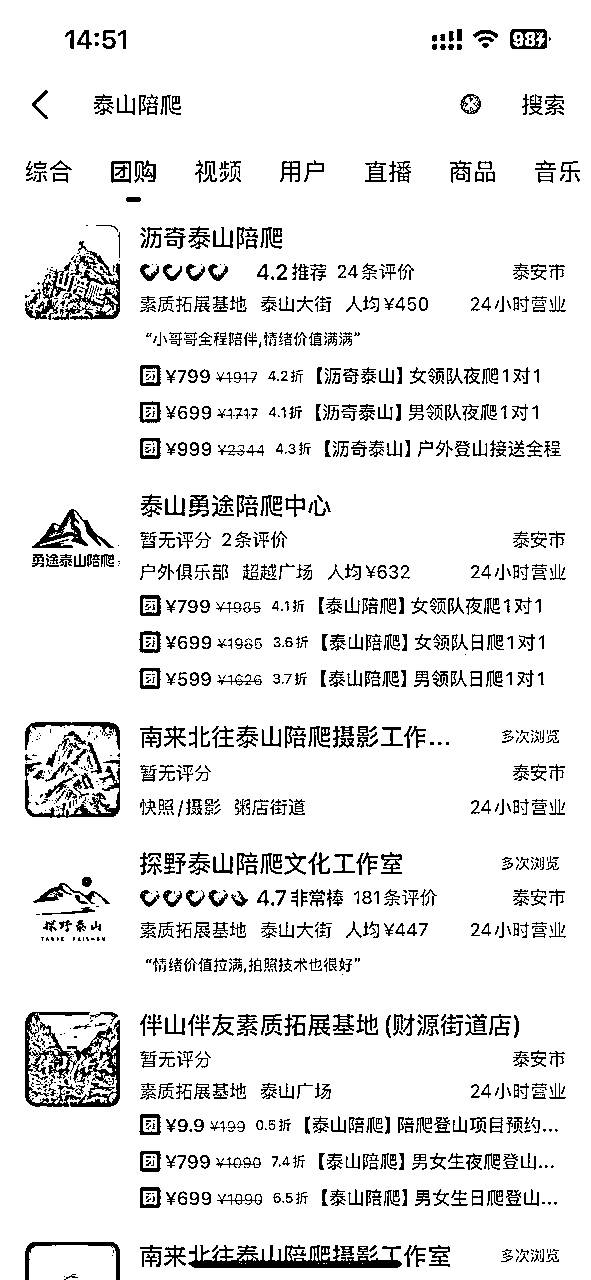 14:51
98
泰山陪爬
搜索
综合 团购 视频 用户 直播 商品 音乐
沥奇泰山陪爬
4.2推荐 24条评价 泰安市
素质拓展基地 泰山大街 人均¥450 24小时营业
“小哥哥全程陪伴,情绪价值满满”
团 ¥799 ¥1917 4.2折 【沥奇泰山】女领队夜爬1对1
团 ¥699 ¥1717 4.1折 【沥奇泰山】男领队夜爬1对1
团 ¥999 ¥2344 4.3折 【沥奇泰山】户外登山接送全程
泰山勇途陪爬中心
暂无评分 2条评价 泰安市
勇途泰山陪爬
户外俱乐部 超越广场 人均¥632 24小时营业
团 ¥799 ¥1985 4.1折 【泰山陪爬】女领队夜爬1对1
团 ¥699 ¥1985 3.6折 【泰山陪爬】女领队日爬1对1
团 ¥599 ¥1626 3.7折 【泰山陪爬】男领队日爬1对1
南来北往泰山陪爬摄影工作... 多次浏览
暂无评分 泰安市
快照/摄影 粥店街道 24小时营业
探野泰山陪爬文化工作室 多次浏览
4.7非常棒 181条评价 泰安市
探野泰山
素质拓展基地 泰山大街 人均¥447 24小时营业
“情绪价值拉满,拍照技术也很好”
伴山伴友素质拓展基地(财源街道店)
暂无评分 泰安市
素质拓展基地 泰山广场 24小时营业
团 ¥9.9 ¥199 0.5折 【泰山陪爬】陪爬登山项目预约...
团 ¥799 ¥1090 7.4折 【泰山陪爬】男女生夜爬登山...
团 ¥699 ¥1090 6.5折 【泰山陪爬】男女生日爬登山...
南来北往泰山陪爬摄影工作室 多次浏览